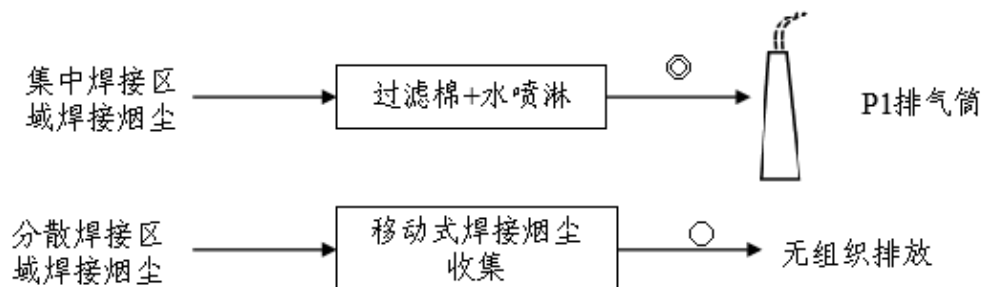 集中焊接区
域焊接烟尘
过滤棉+水喷淋
◎
P1排气筒
分散焊接区
域焊接烟尘
移动式焊接烟尘
收集
○
无组织排放